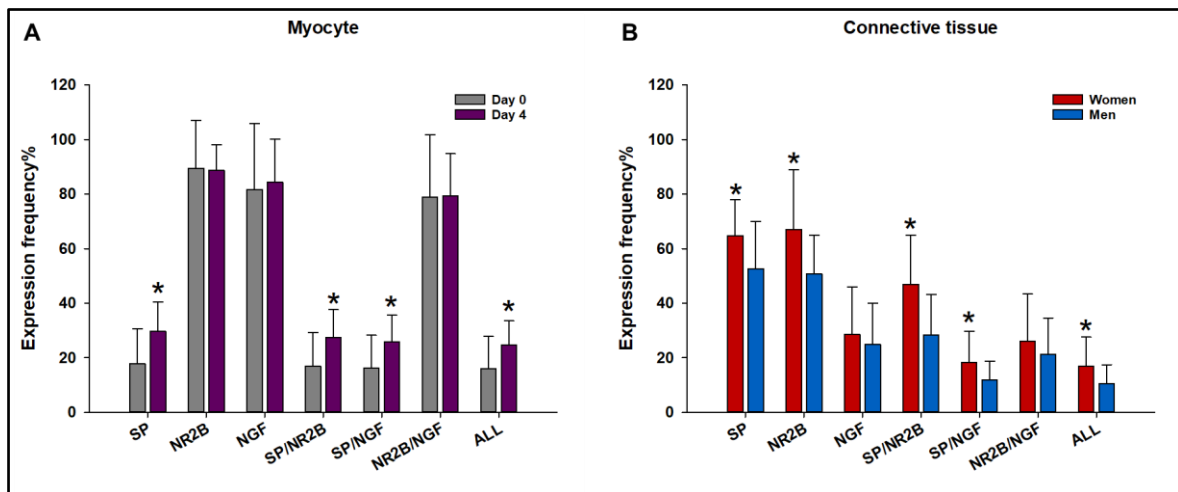 A
Myocyte
Expression frequency%
120
100
80
60
40
20
0
Day 0
Day 4
*
*
*
*
SP
NR2B
NGF
SP/NR2B
SP/NGF
NR2B/NGF
ALL
B
Connective tissue
Expression frequency%
120
100
80
60
40
20
0
Women
Men
*
*
*
*
*
SP
NR2B
NGF
SP/NR2B
SP/NGF
NR2B/NGF
ALL